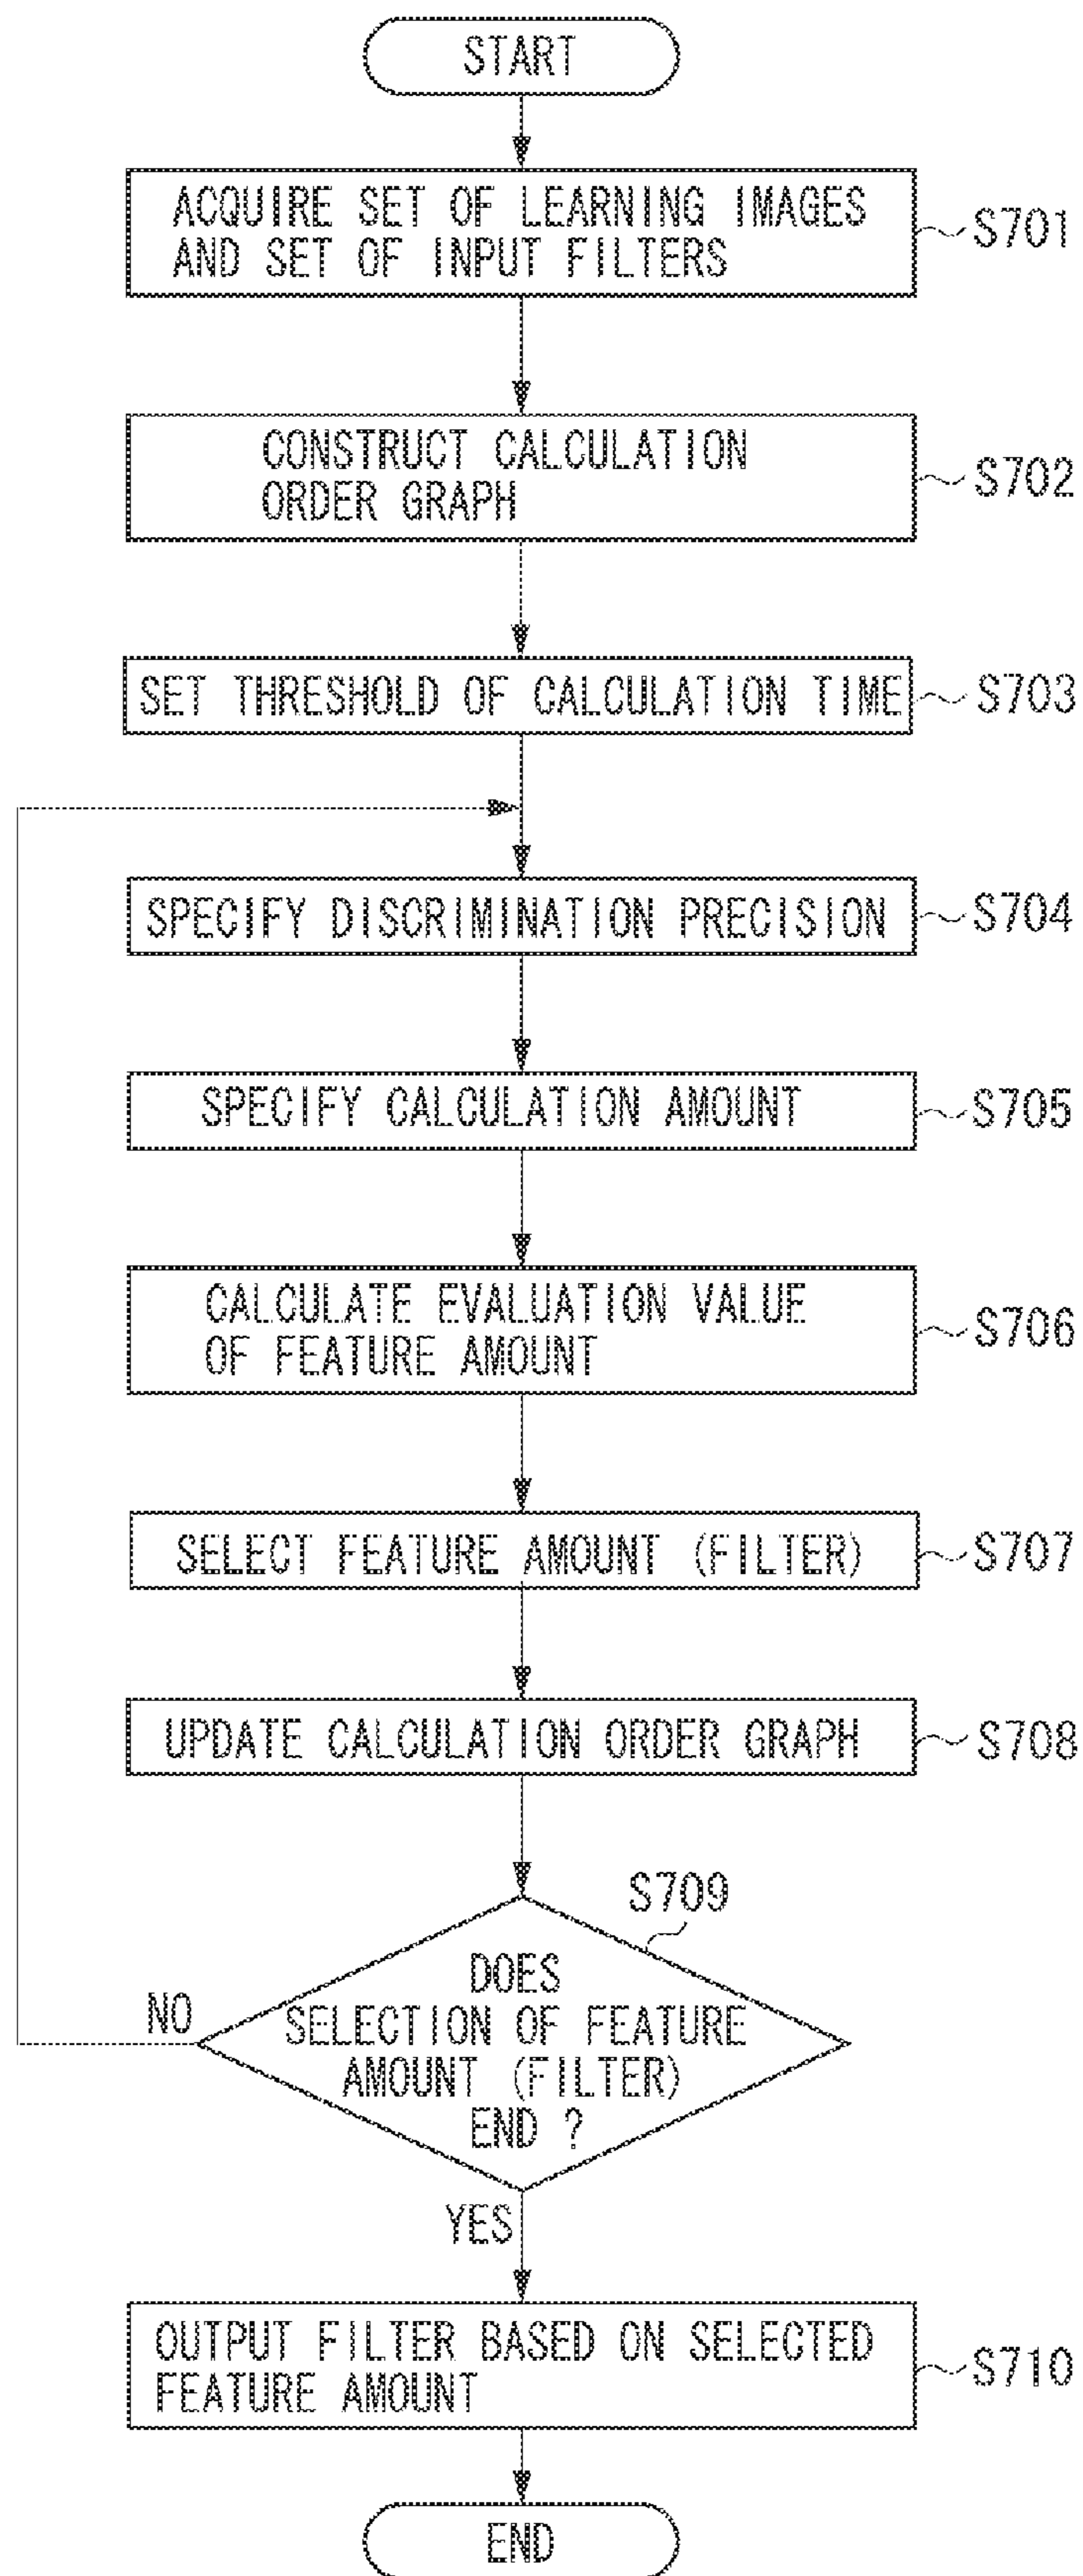 START
ACQUIRE SET OF LEARNING IMAGES
AND SET OF INPUT FILTERS
S701
CONSTRUCT CALCULATION
ORDER GRAPH
S702
SET THRESHOLD OF CALCULATION TIME
S703
SPECIFY DISCRIMINATION PRECISION
S704
SPECIFY CALCULATION AMOUNT
S705
CALCULATE EVALUATION VALUE
OF FEATURE AMOUNT
S706
SELECT FEATURE AMOUNT (FILTER)
S707
UPDATE CALCULATION ORDER GRAPH
S708
S709
DOES
SELECTION OF FEATURE
AMOUNT (FILTER)
END ?
NO
YES
OUTPUT FILTER BASED ON SELECTED
FEATURE AMOUNT
S710
END